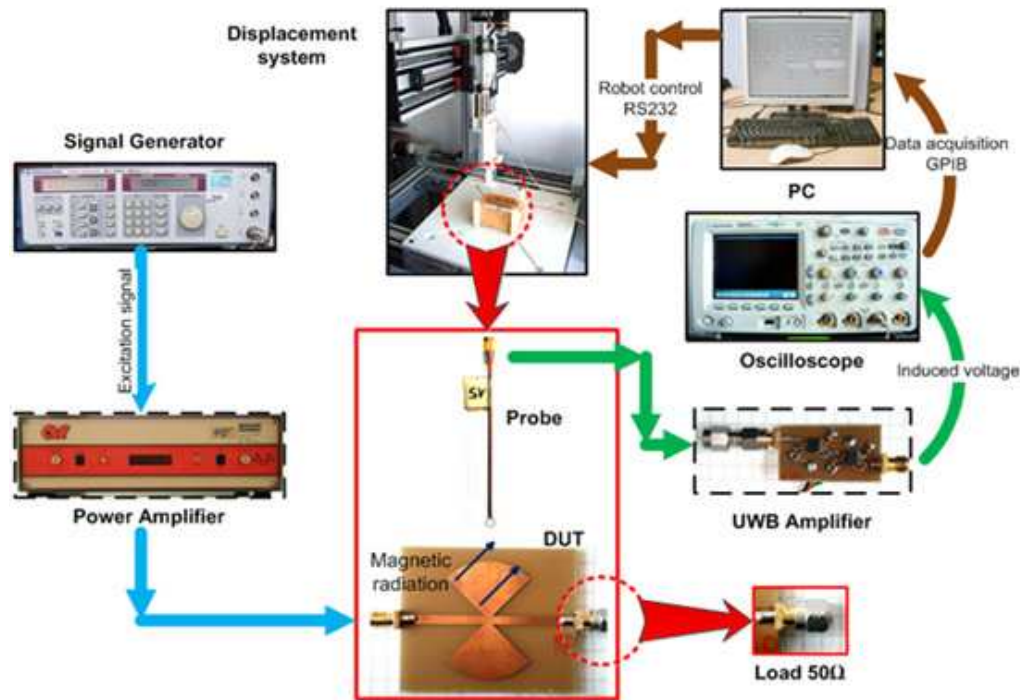 Displacement
system
Robot control
RS232
Data acquisition
GPIB
PC
Signal Generator
Excitation signal
Oscilloscope
Induced voltage
Probe
Power Amplifier
UWB Amplifier
DUT
Magnetic
radiation
Load 50Ω